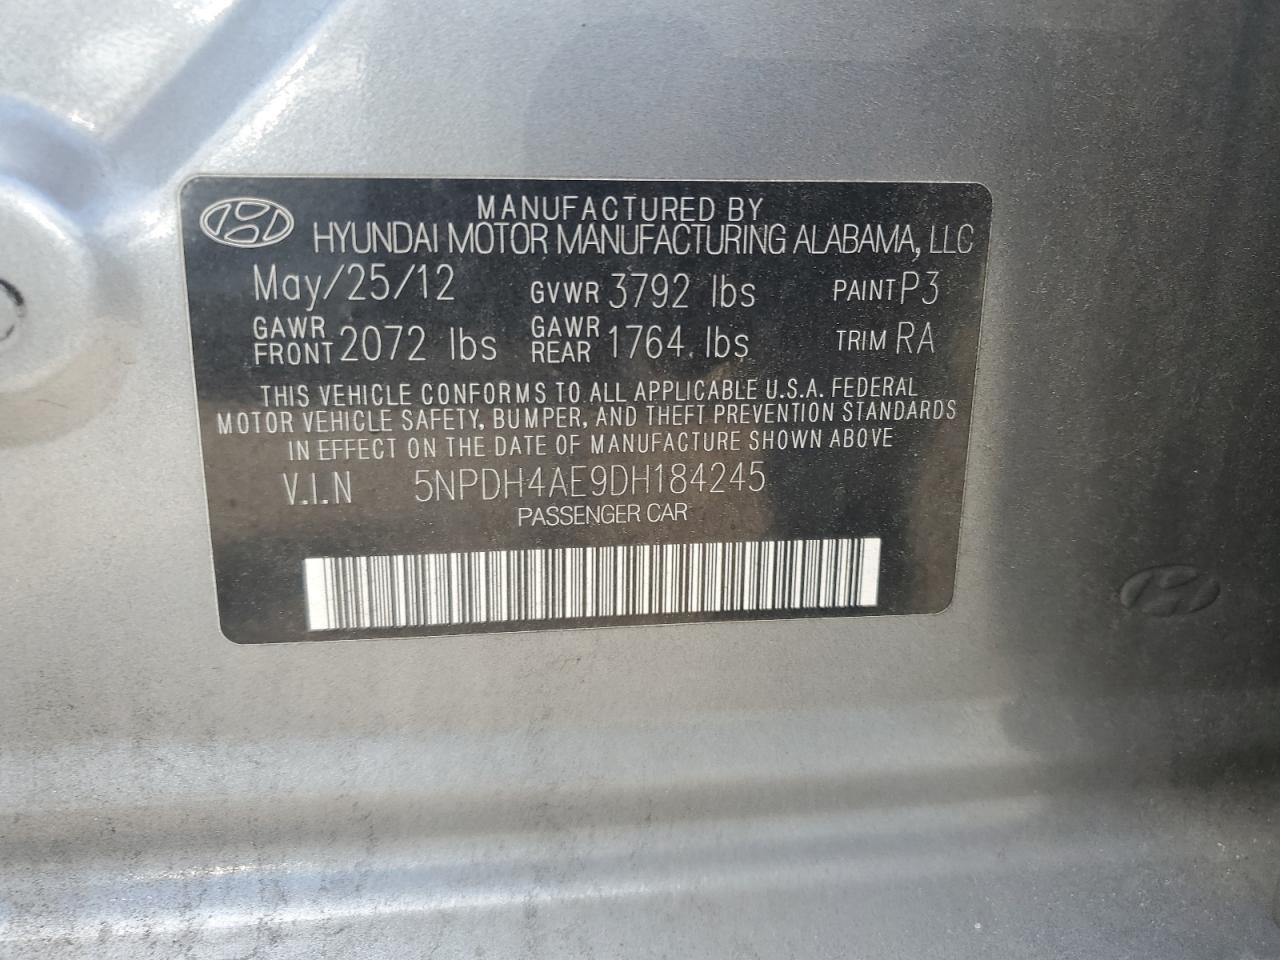 MANUFACTURED BY
HYUNDAI MOTOR MANUFACTURING ALABAMA, LLC
May/25/12 GVWR 3792 lbs PAINT P3
GAWR FRONT 2072 lbs GAWR REAR 1764 lbs TRIM RA
THIS VEHICLE CONFORMS TO ALL APPLICABLE U.S.A. FEDERAL
MOTOR VEHICLE SAFETY, BUMPER, AND THEFT PREVENTION STANDARDS
IN EFFECT ON THE DATE OF MANUFACTURE SHOWN ABOVE
V.I.N 5NPDH4AE9DH184245
PASSENGER CAR